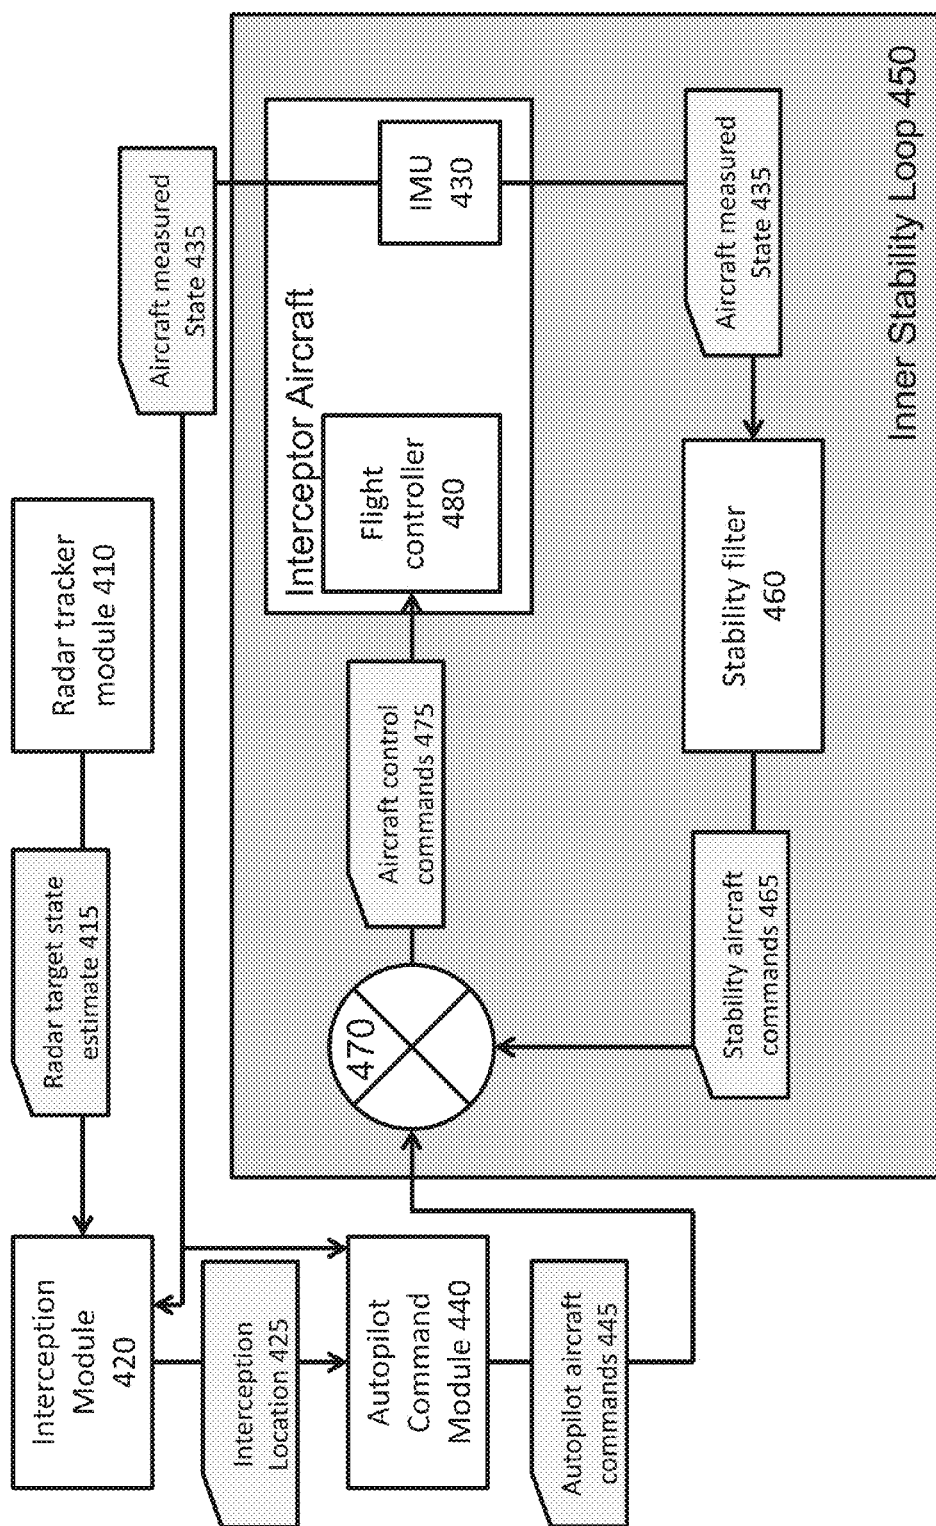 Interception
Module
420
Radar target state
estimate 415
Radar tracker
module 410
Aircraft measured
State 435
Interception
Location 425
Autopilot
Command
Module 440
Autopilot aircraft
commands 445
470
Aircraft control
commands 475
Interceptor Aircraft
Flight
controller
480
IMU
430
Stability aircraft
commands 465
Stability filter
460
Aircraft measured
State 435
Inner Stability Loop 450